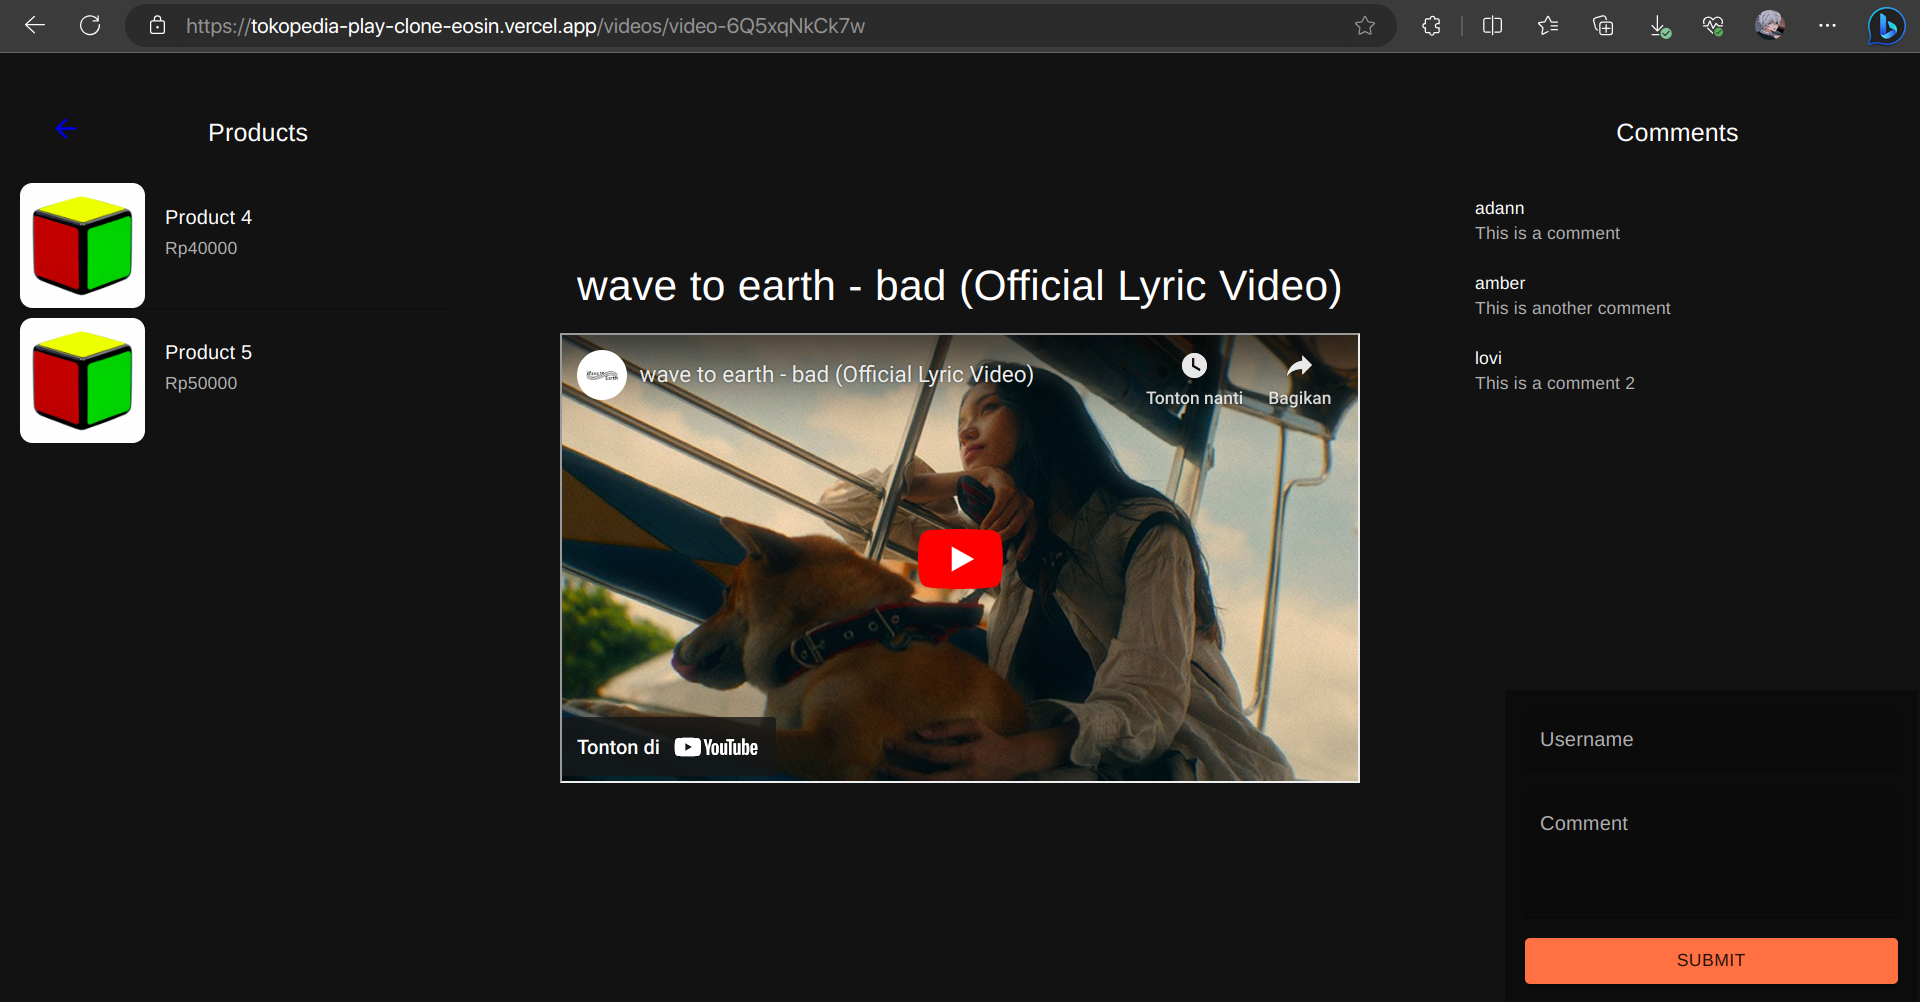 https://tokopedia-play-clone-eosin.vercel.app/videos/video-6Q5xqNkCk7w
Products
Product 4
Rp40000
Product 5
Rp50000
wave to earth - bad (Official Lyric Video)
wave to earth - bad (Official Lyric Video)
Tonton nanti
Bagikan
Tonton di YouTube
Comments
adann
This is a comment
amber
This is another comment
lovi
This is a comment 2
Username
Comment
SUBMIT